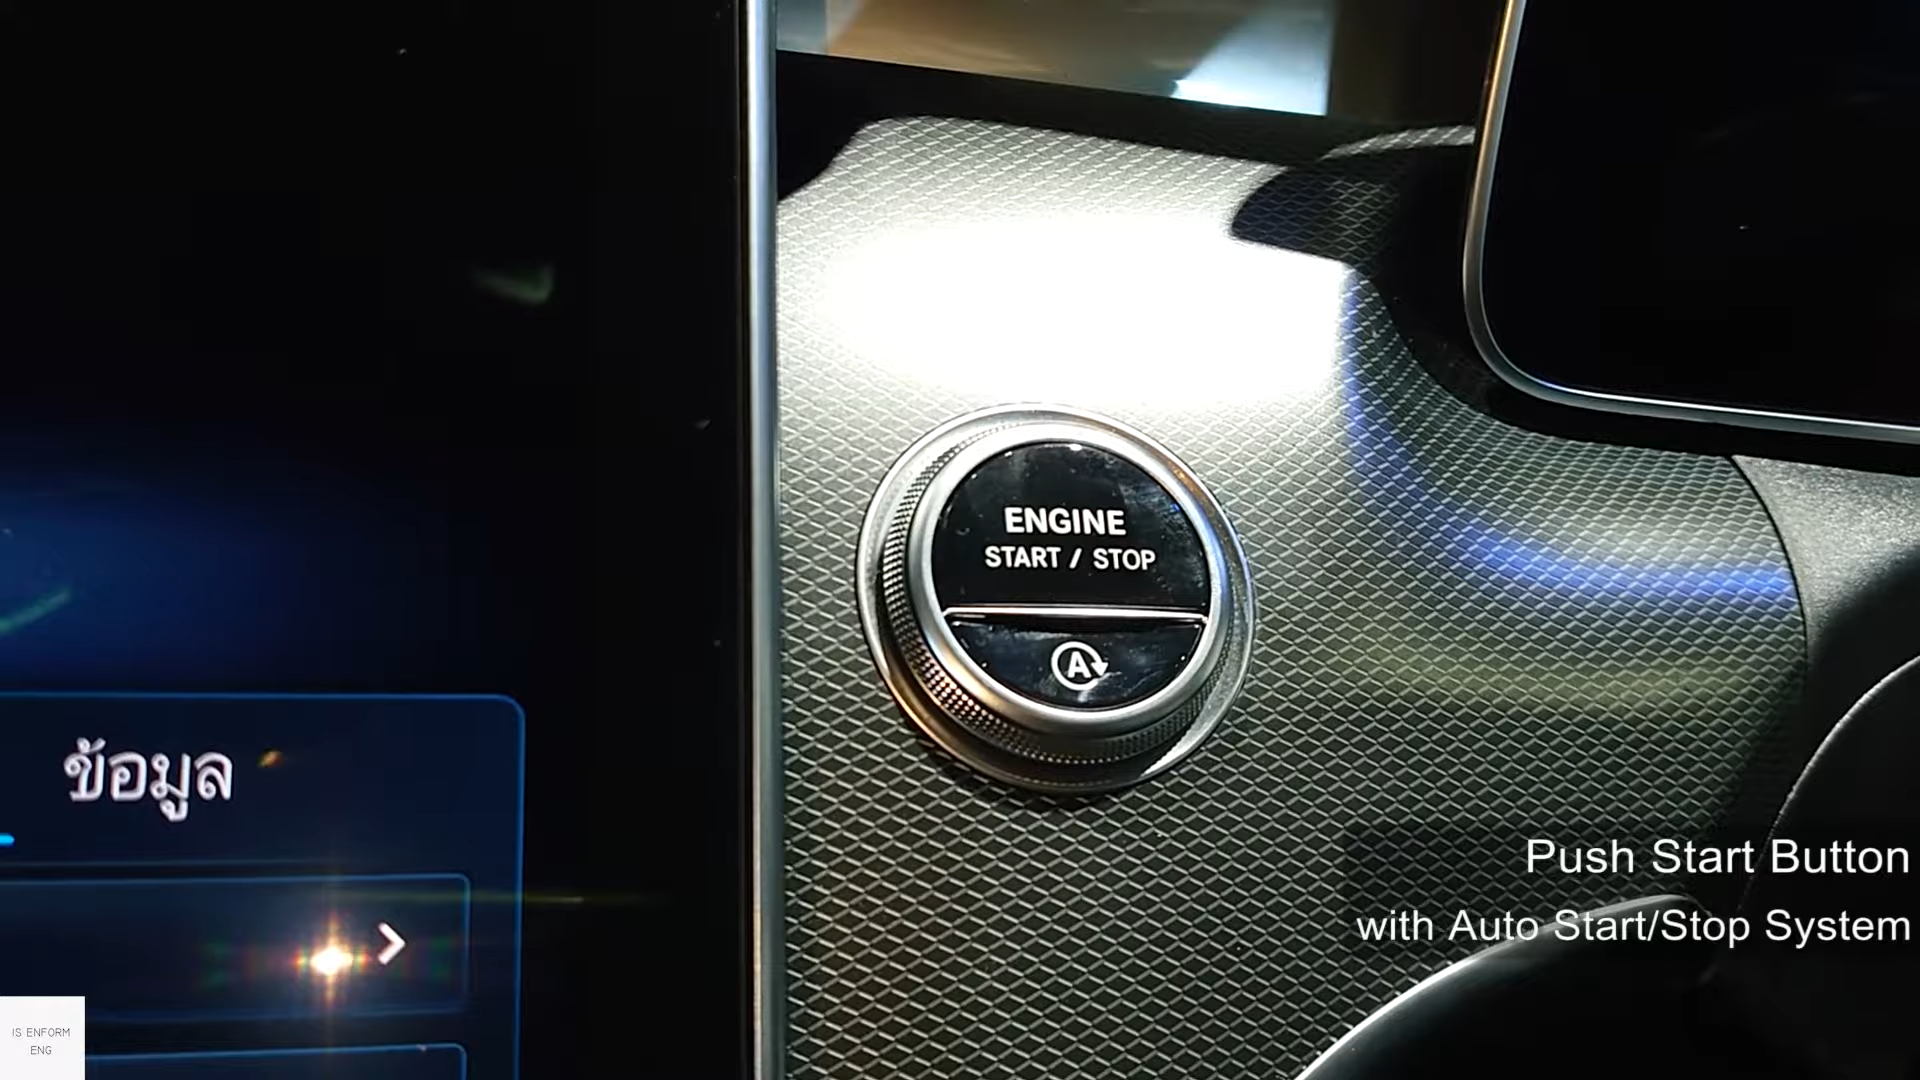 ENGINE
START / STOP
A
ข้อมูล
Push Start Button
with Auto Start/Stop System
IS ENFORM
ENG